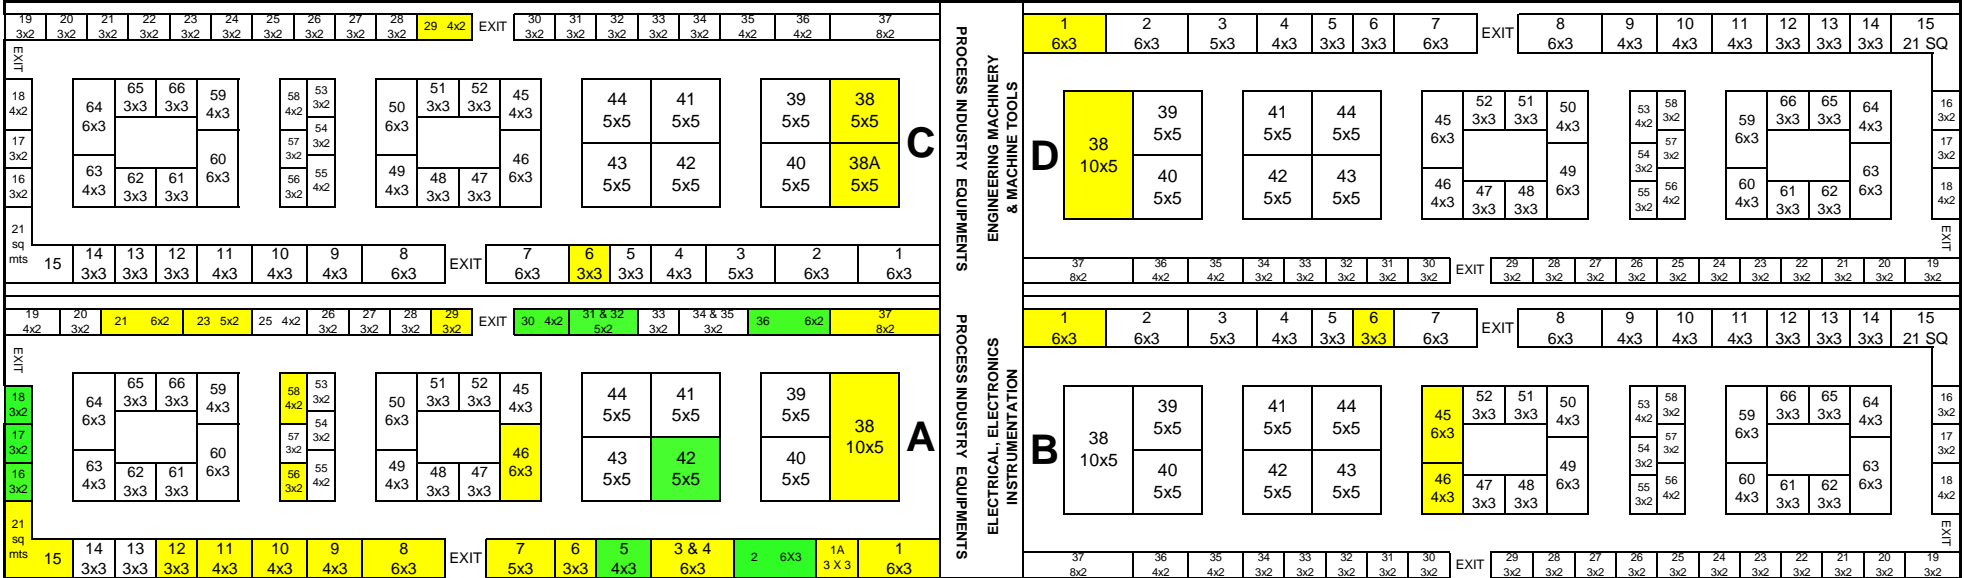 19 20 21 22 23 24 25 26 27 28 29 4x2 EXIT 30 31 32 33 34 35 36 37
3x2 3x2 3x2 3x2 3x2 3x2 3x2 3x2 3x2 3x2 3x2 3x2 3x2 3x2 3x2 4x2 4x2 8x2
EXIT
18
4x2
17
3x2
16
3x2
21
sq
mts
15
64
6x3
65
3x3
66
3x3
59
4x3
63
4x3
62
3x3
61
3x3
60
6x3
58
4x2
53
3x2
54
3x2
57
3x2
56
3x2
55
4x2
50
6x3
51
3x3
52
3x3
45
4x3
49
4x3
48
3x3
47
3x3
46
6x3
44
5x5
41
5x5
43
5x5
42
5x5
39
5x5
38
5x5
40
5x5
38A
5x5
C
14 13 12 11 10 9 8 EXIT 7 6 5 4 3 2 1
3x3 3x3 3x3 4x3 4x3 4x3 6x3 6x3 3x3 3x3 4x3 5x3 6x3 6x3
PROCESS INDUSTRY EQUIPMENTS
ENGINEERING MACHINERY
& MACHINE TOOLS
1 2 3 4 5 6 7 EXIT 8 9 10 11 12 13 14 15
6x3 6x3 5x3 4x3 3x3 3x3 6x3 6x3 4x3 4x3 4x3 3x3 3x3 3x3 21 SQ
D
38
10x5
39
5x5
40
5x5
41
5x5
44
5x5
42
5x5
43
5x5
45
6x3
52
3x3
51
3x3
50
4x3
46
4x3
47
3x3
48
3x3
49
6x3
53
4x2
58
3x2
54
3x2
57
3x2
55
3x2
56
4x2
59
6x3
66
3x3
65
3x3
64
4x3
60
4x3
61
3x3
62
3x3
63
6x3
16
3x2
17
3x2
18
4x2
EXIT
37 36 35 34 33 32 31 30 EXIT 29 28 27 26 25 24 23 22 21 20 19
8x2 4x2 4x2 3x2 3x2 3x2 3x2 3x2 3x2 3x2 3x2 3x2 3x2 3x2 3x2 3x2 3x2 3x2 3x2
19 20 21 6x2 23 5x2 25 4x2 26 27 28 29 EXIT 30 4x2 31 & 32 33 34 & 35 36 6x2 37
4x2 3x2 3x2 3x2 3x2 3x2 5x2 3x2 3x2 8x2
EXIT
18
3x2
17
3x2
16
3x2
21
sq
mts
15
64
6x3
65
3x3
66
3x3
59
4x3
63
4x3
62
3x3
61
3x3
60
6x3
58
4x2
53
3x2
54
3x2
57
3x2
56
3x2
55
4x2
50
6x3
51
3x3
52
3x3
45
4x3
49
4x3
48
3x3
47
3x3
46
6x3
44
5x5
41
5x5
43
5x5
42
5x5
39
5x5
40
5x5
38
10x5
A
14 13 12 11 10 9 8 EXIT 7 6 5 3 & 4 2 6X3 1A 1
3x3 3x3 3x3 4x3 4x3 4x3 6x3 5x3 3x3 4x3 6x3 3 X 3 6x3
PROCESS INDUSTRY EQUIPMENTS
ELECTRICAL, ELECTRONICS
INSTRUMENTATION
1 2 3 4 5 6 7 EXIT 8 9 10 11 12 13 14 15
6x3 6x3 5x3 4x3 3x3 3x3 6x3 6x3 4x3 4x3 4x3 3x3 3x3 3x3 21 SQ
B
38
10x5
39
5x5
40
5x5
41
5x5
44
5x5
42
5x5
43
5x5
45
6x3
52
3x3
51
3x3
50
4x3
46
4x3
47
3x3
48
3x3
49
6x3
53
4x2
58
3x2
54
3x2
57
3x2
55
3x2
56
4x2
59
6x3
66
3x3
65
3x3
64
4x3
60
4x3
61
3x3
62
3x3
63
6x3
16
3x2
17
3x2
18
4x2
EXIT
37 36 35 34 33 32 31 30 EXIT 29 28 27 26 25 24 23 22 21 20 19
8x2 4x2 4x2 3x2 3x2 3x2 3x2 3x2 3x2 3x2 3x2 3x2 3x2 3x2 3x2 3x2 3x2 3x2 3x2